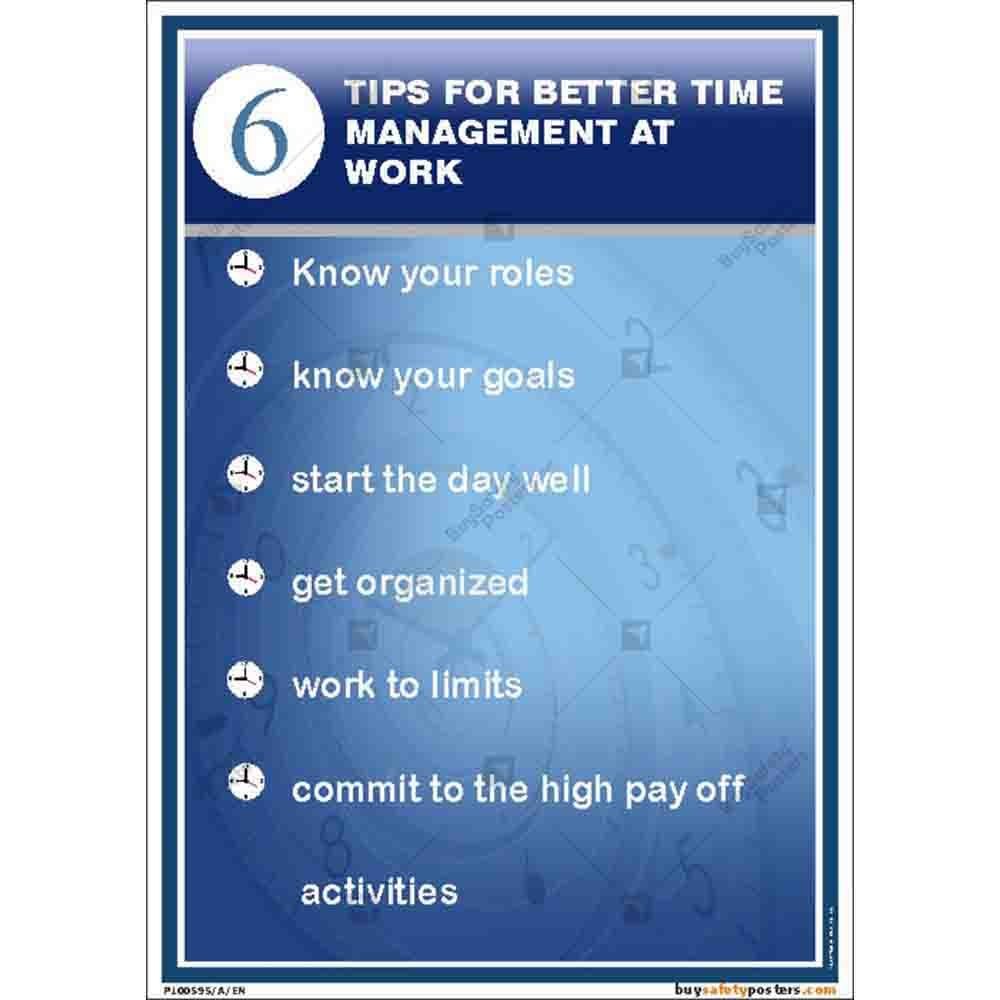 6
TIPS FOR BETTER TIME
MANAGEMENT AT
WORK
Know your roles
know your goals
start the day well
get organized
work to limits
commit to the high pay off
activities
PL00595/A/EN
buysafetyposters.com